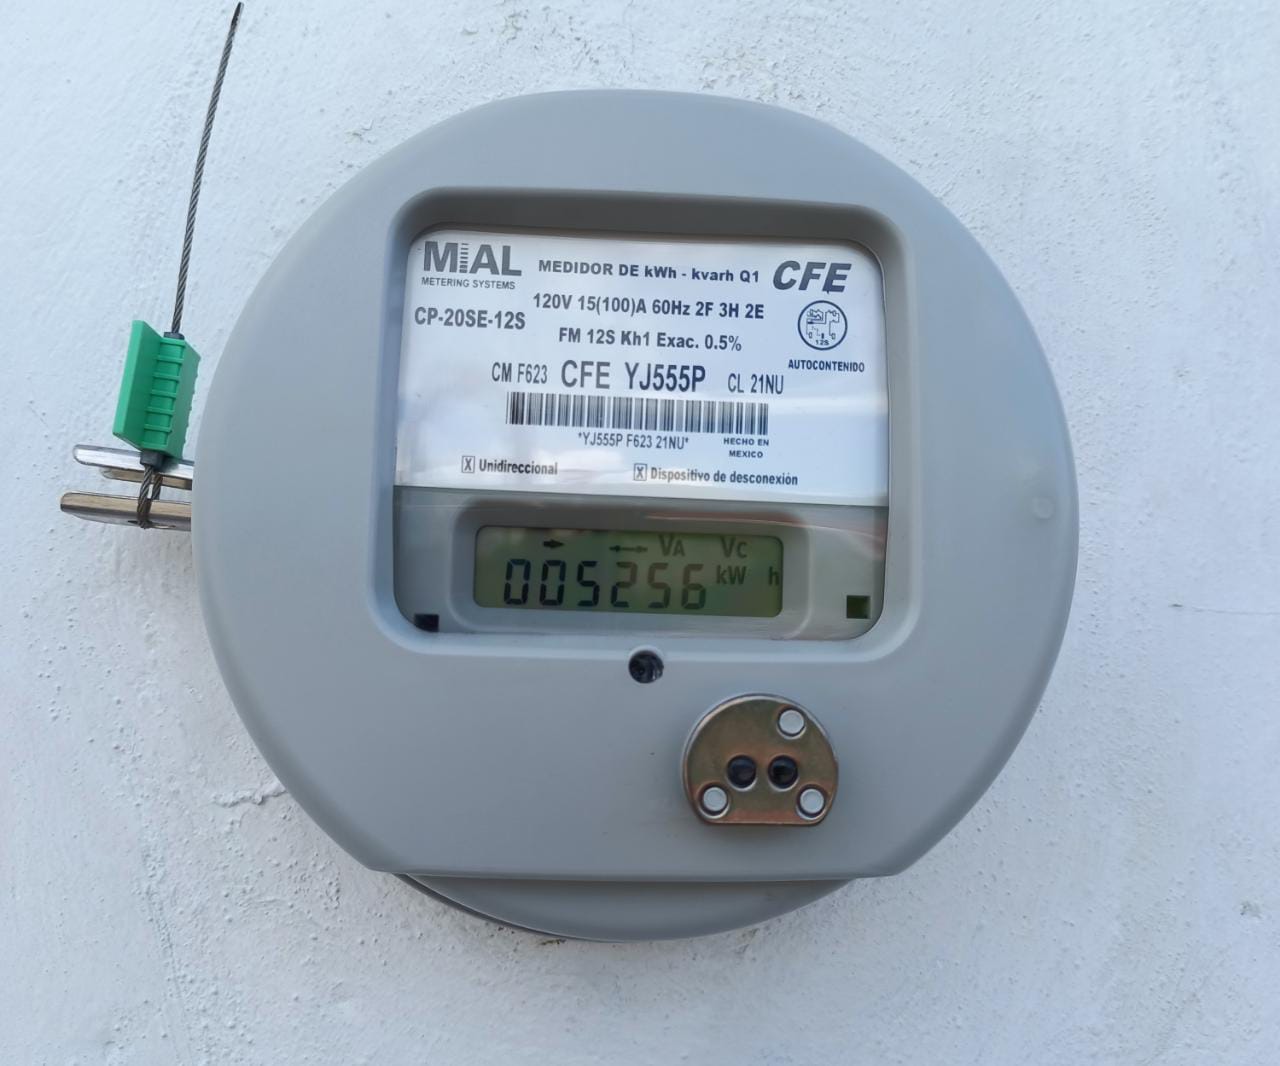 MIAL
METERING SYSTEMS
MEDIDOR DE kWh - kvarh Q1
CFE
120V 15(100)A 60Hz 2F 3H 2E
CP-20SE-12S
FM 12S Kh1 Exac. 0.5%
12S
AUTOCONTENIDO
CM F623 CFE YJ555P CL 21NU
*YJ555P F623 21NU*
HECHO EN
MEXICO
X Unidireccional
X Dispositivo de desconexión
VA VC
005256 kW h